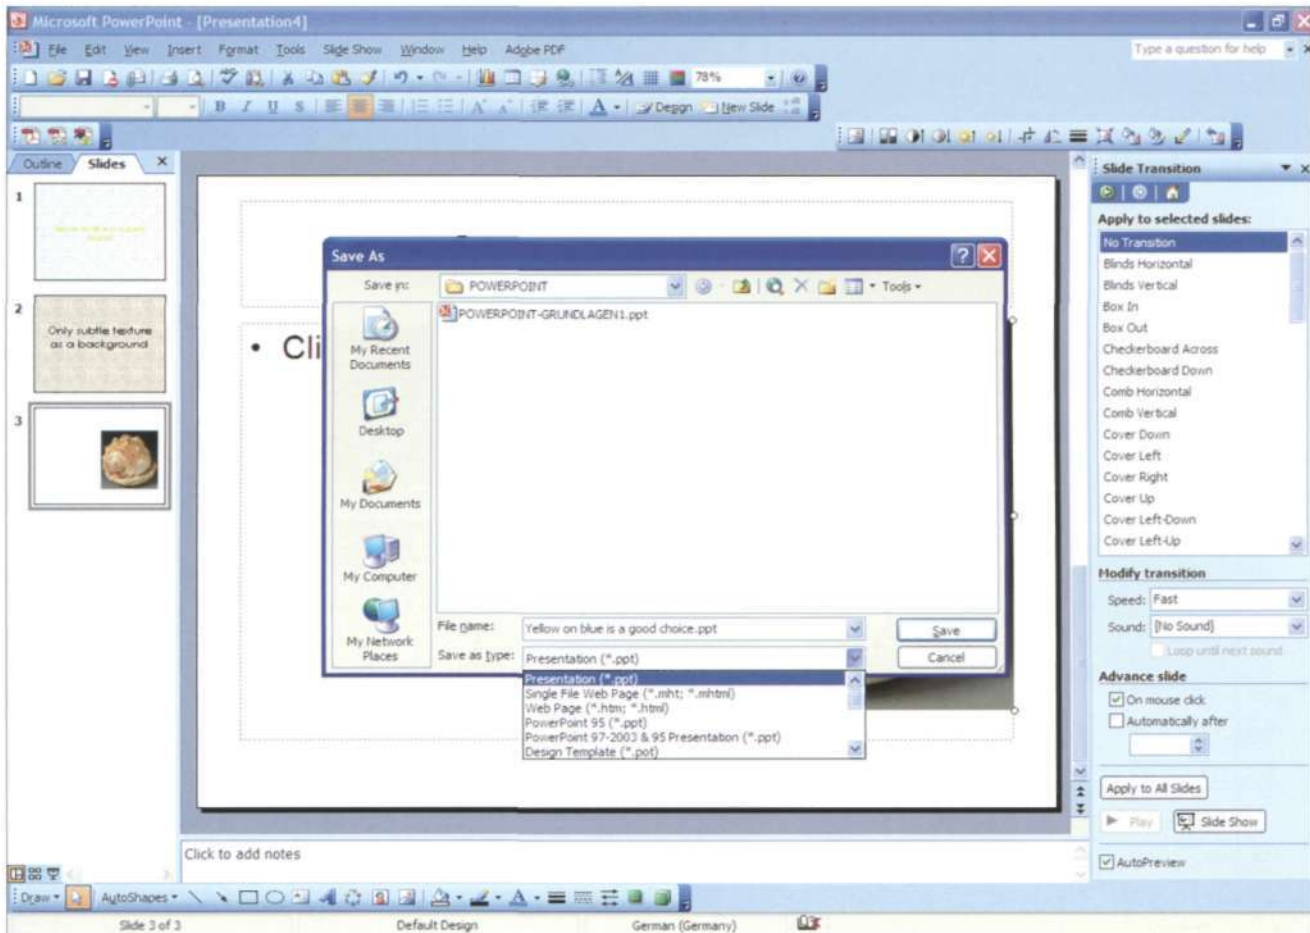 Microsoft PowerPoint - [Presentation4]
File Edit View Insert Format Tools Slide Show Window Help Adobe PDF
Type a question for help
78%
B I U S Design New Slide
Outline Slides
Slide Transition
1
2
Only subtle texture
as a background
3
Apply to selected slides:
No Transition
Blinds Horizontal
Blinds Vertical
Box In
Box Out
Checkerboard Across
Checkerboard Down
Comb Horizontal
Comb Vertical
Cover Down
Cover Left
Cover Right
Cover Up
Cover Left-Down
Cover Left-Up
Modify transition
Speed: Fast
Sound: [No Sound]
Loop until next sound
Advance slide
On mouse click
Automatically after
Apply to All Slides
Play Slide Show
AutoPreview
• Cli
Save As
Save in: POWERPOINT Tools
POWERPOINT-GRUNDLAGEN1.ppt
My Recent
Documents
Desktop
My Documents
My Computer
My Network
Places
File name: Yellow on blue is a good choice.ppt Save
Save as type: Presentation (*.ppt) Cancel
Presentation (*.ppt)
Single File Web Page (*.mht; *.mhtml)
Web Page (*.htm; *.html)
PowerPoint 95 (*.ppt)
PowerPoint 97-2003 & 95 Presentation (*.ppt)
Design Template (*.pot)
Click to add notes
Draw AutoShapes
Slide 3 of 3 Default Design German (Germany)